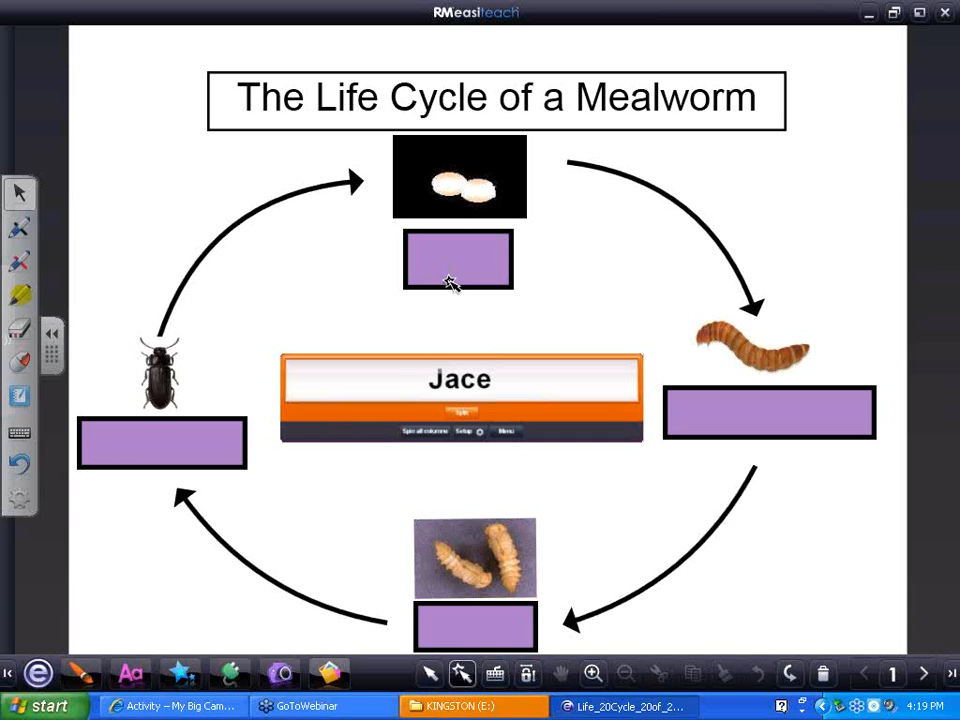 RMeasiteach
The Life Cycle of a Mealworm
Jace
Spin all columns Setup Menu
Aa
1
start
Activity – My Big Cam...
GoToWebinar
KINGSTON (E:)
Life_20Cycle_20of_2...
4:19 PM